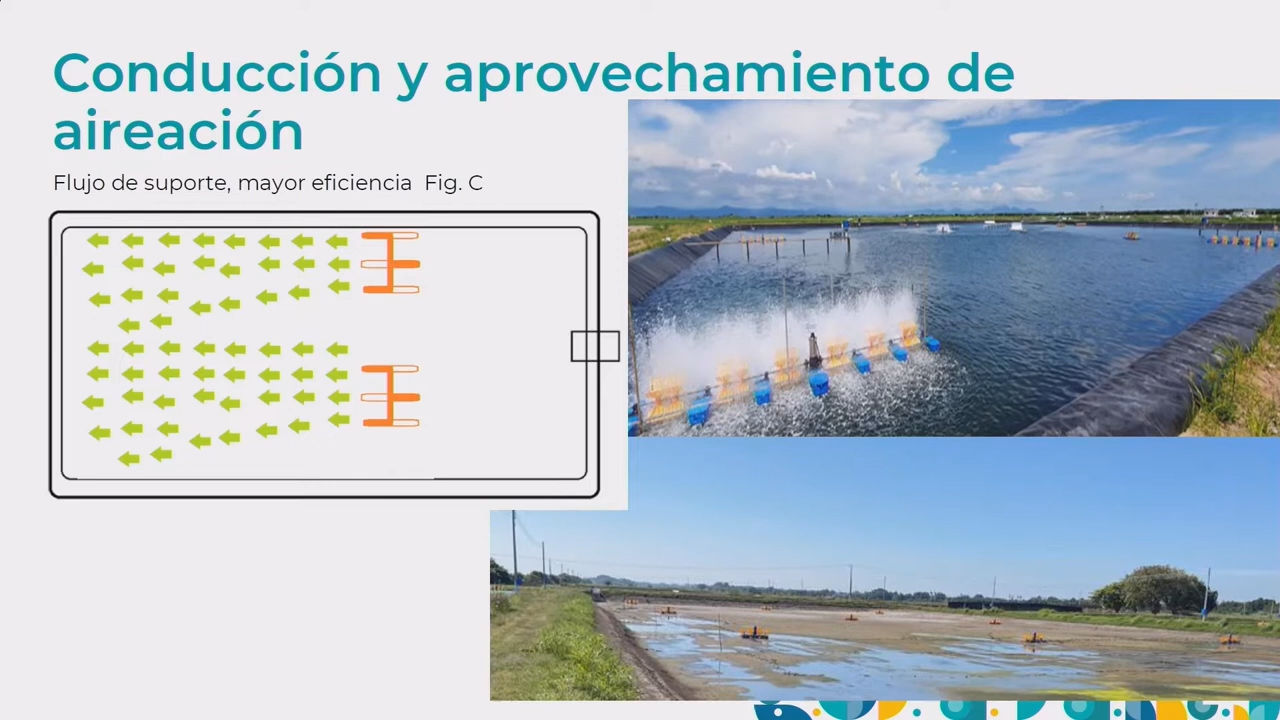 Conducción y aprovechamiento de
aireación
Flujo de suporte, mayor eficiencia Fig. C